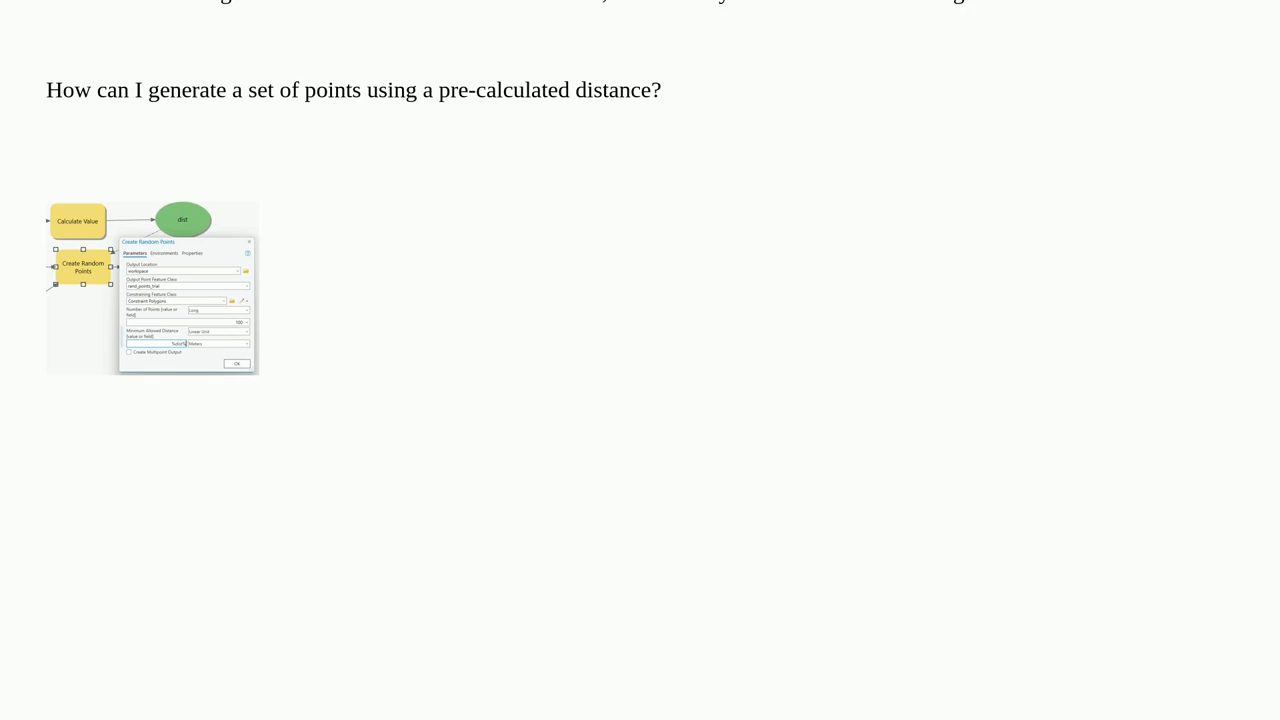 How can I generate a set of points using a pre-calculated distance?
Calculate Value
dist
Create Random Points
Parameters Environments Properties
Create Random
Points
Output Location
workspace
Output Point Feature Class
rand_points_trial
Constraining Feature Class
Constraint Polygons
Number of Points [value or
field]
Long
100
Minimum Allowed Distance
[value or field]
Linear Unit
Meters
Create Multipoint Output
OK